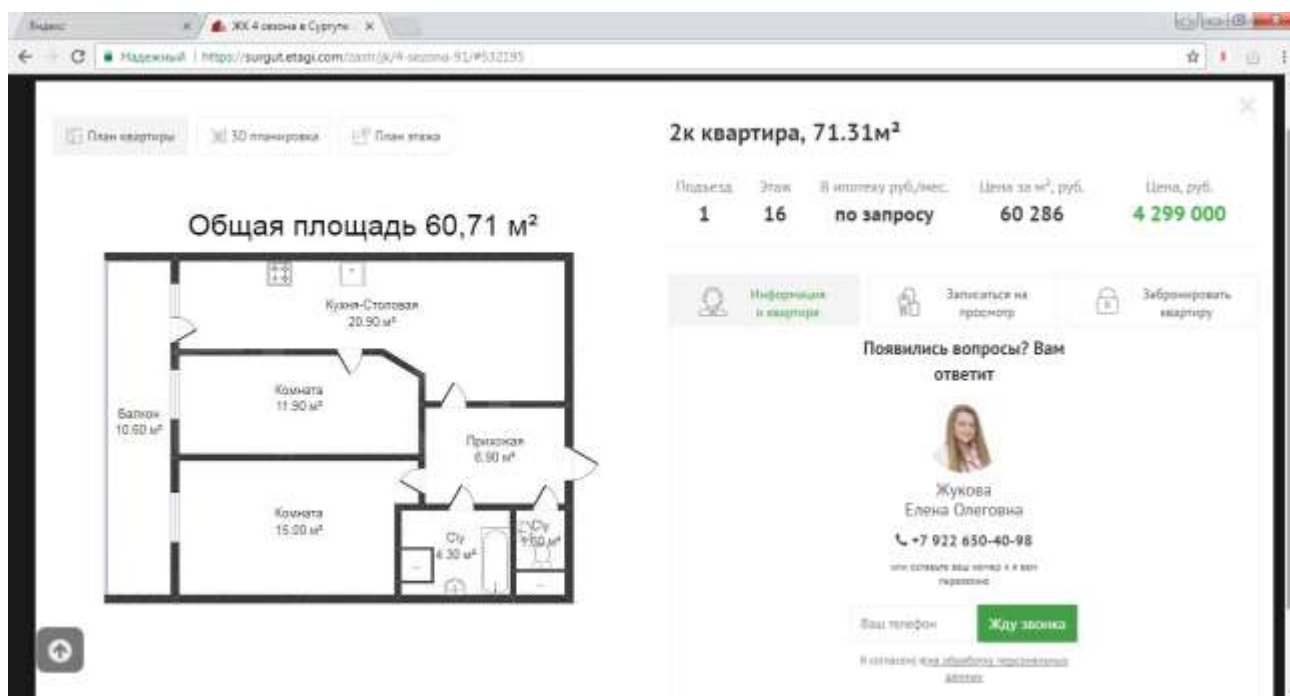 Яндекс
ЖК 4 сезона в Сургуте
Надежный | https://surgut.etagi.com/zastr/jk/4-sezona-91/#532195
План квартиры
3D планировка
План этажа
2к квартира, 71.31м²
Подъезд Этаж В ипотеку руб./мес. Цена за м², руб. Цена, руб.
1 16 по запросу 60 286 4 299 000
Общая площадь 60,71 м²
Кухня-Столовая
20.90 м²
Комната
11.90 м²
Балкон
10.60 м²
Прихожая
6.90 м²
Комната
15.00 м²
С\у
4.30 м²
С\у
Информация
о квартире
Записаться на
просмотр
Забронировать
квартиру
Появились вопросы? Вам
ответит
Жукова
Елена Олеговна
+7 922 650-40-98
или оставьте ваш номер и я вам
перезвоню
Ваш телефон
Жду звонка
Я согласен на обработку персональных
данных